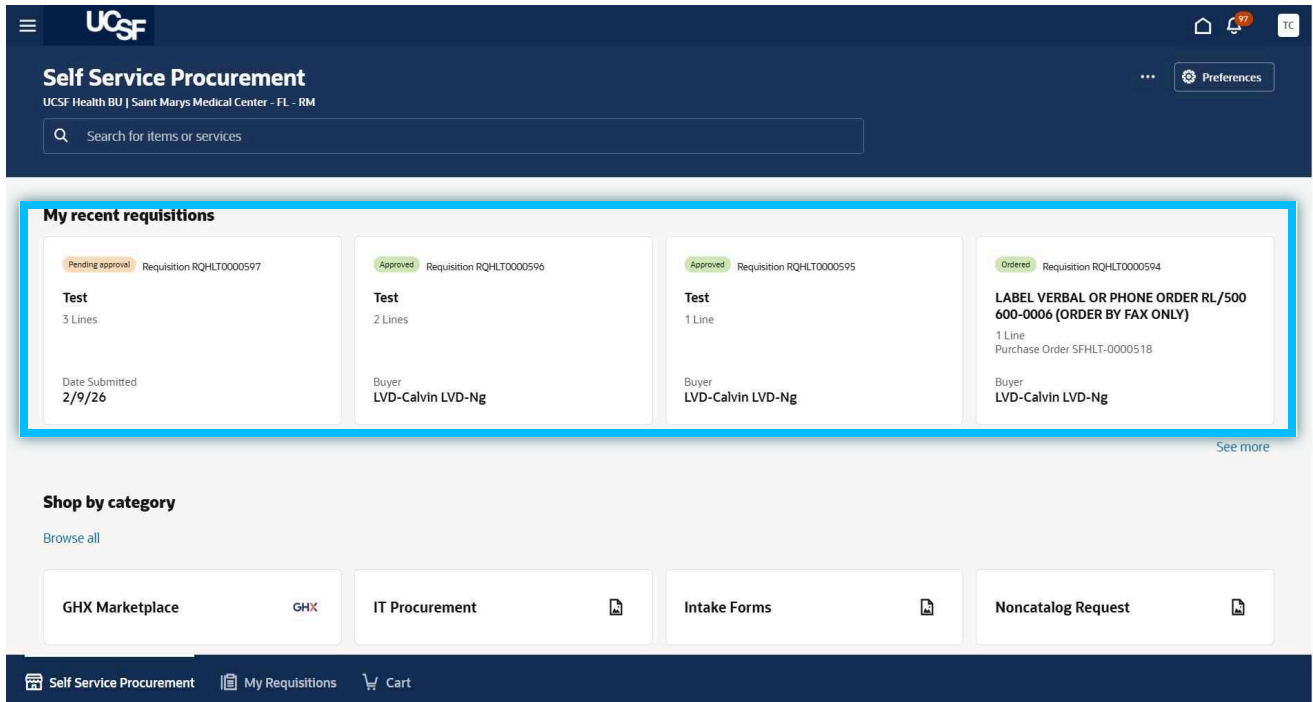 UCSF
97
TC
Self Service Procurement
UCSF Health BU | Saint Marys Medical Center - FL - RM
... Preferences
Search for items or services
My recent requisitions
Pending approval Requisition RQHLT0000597
Test
3 Lines
Date Submitted
2/9/26
Approved Requisition RQHLT0000596
Test
2 Lines
Buyer
LVD-Calvin LVD-Ng
Approved Requisition RQHLT0000595
Test
1 Line
Buyer
LVD-Calvin LVD-Ng
Ordered Requisition RQHLT0000594
LABEL VERBAL OR PHONE ORDER RL/500
600-0006 (ORDER BY FAX ONLY)
1 Line
Purchase Order SFHLT-0000518
Buyer
LVD-Calvin LVD-Ng
See more
Shop by category
Browse all
GHX Marketplace GHX
IT Procurement
Intake Forms
Noncatalog Request
Self Service Procurement My Requisitions Cart